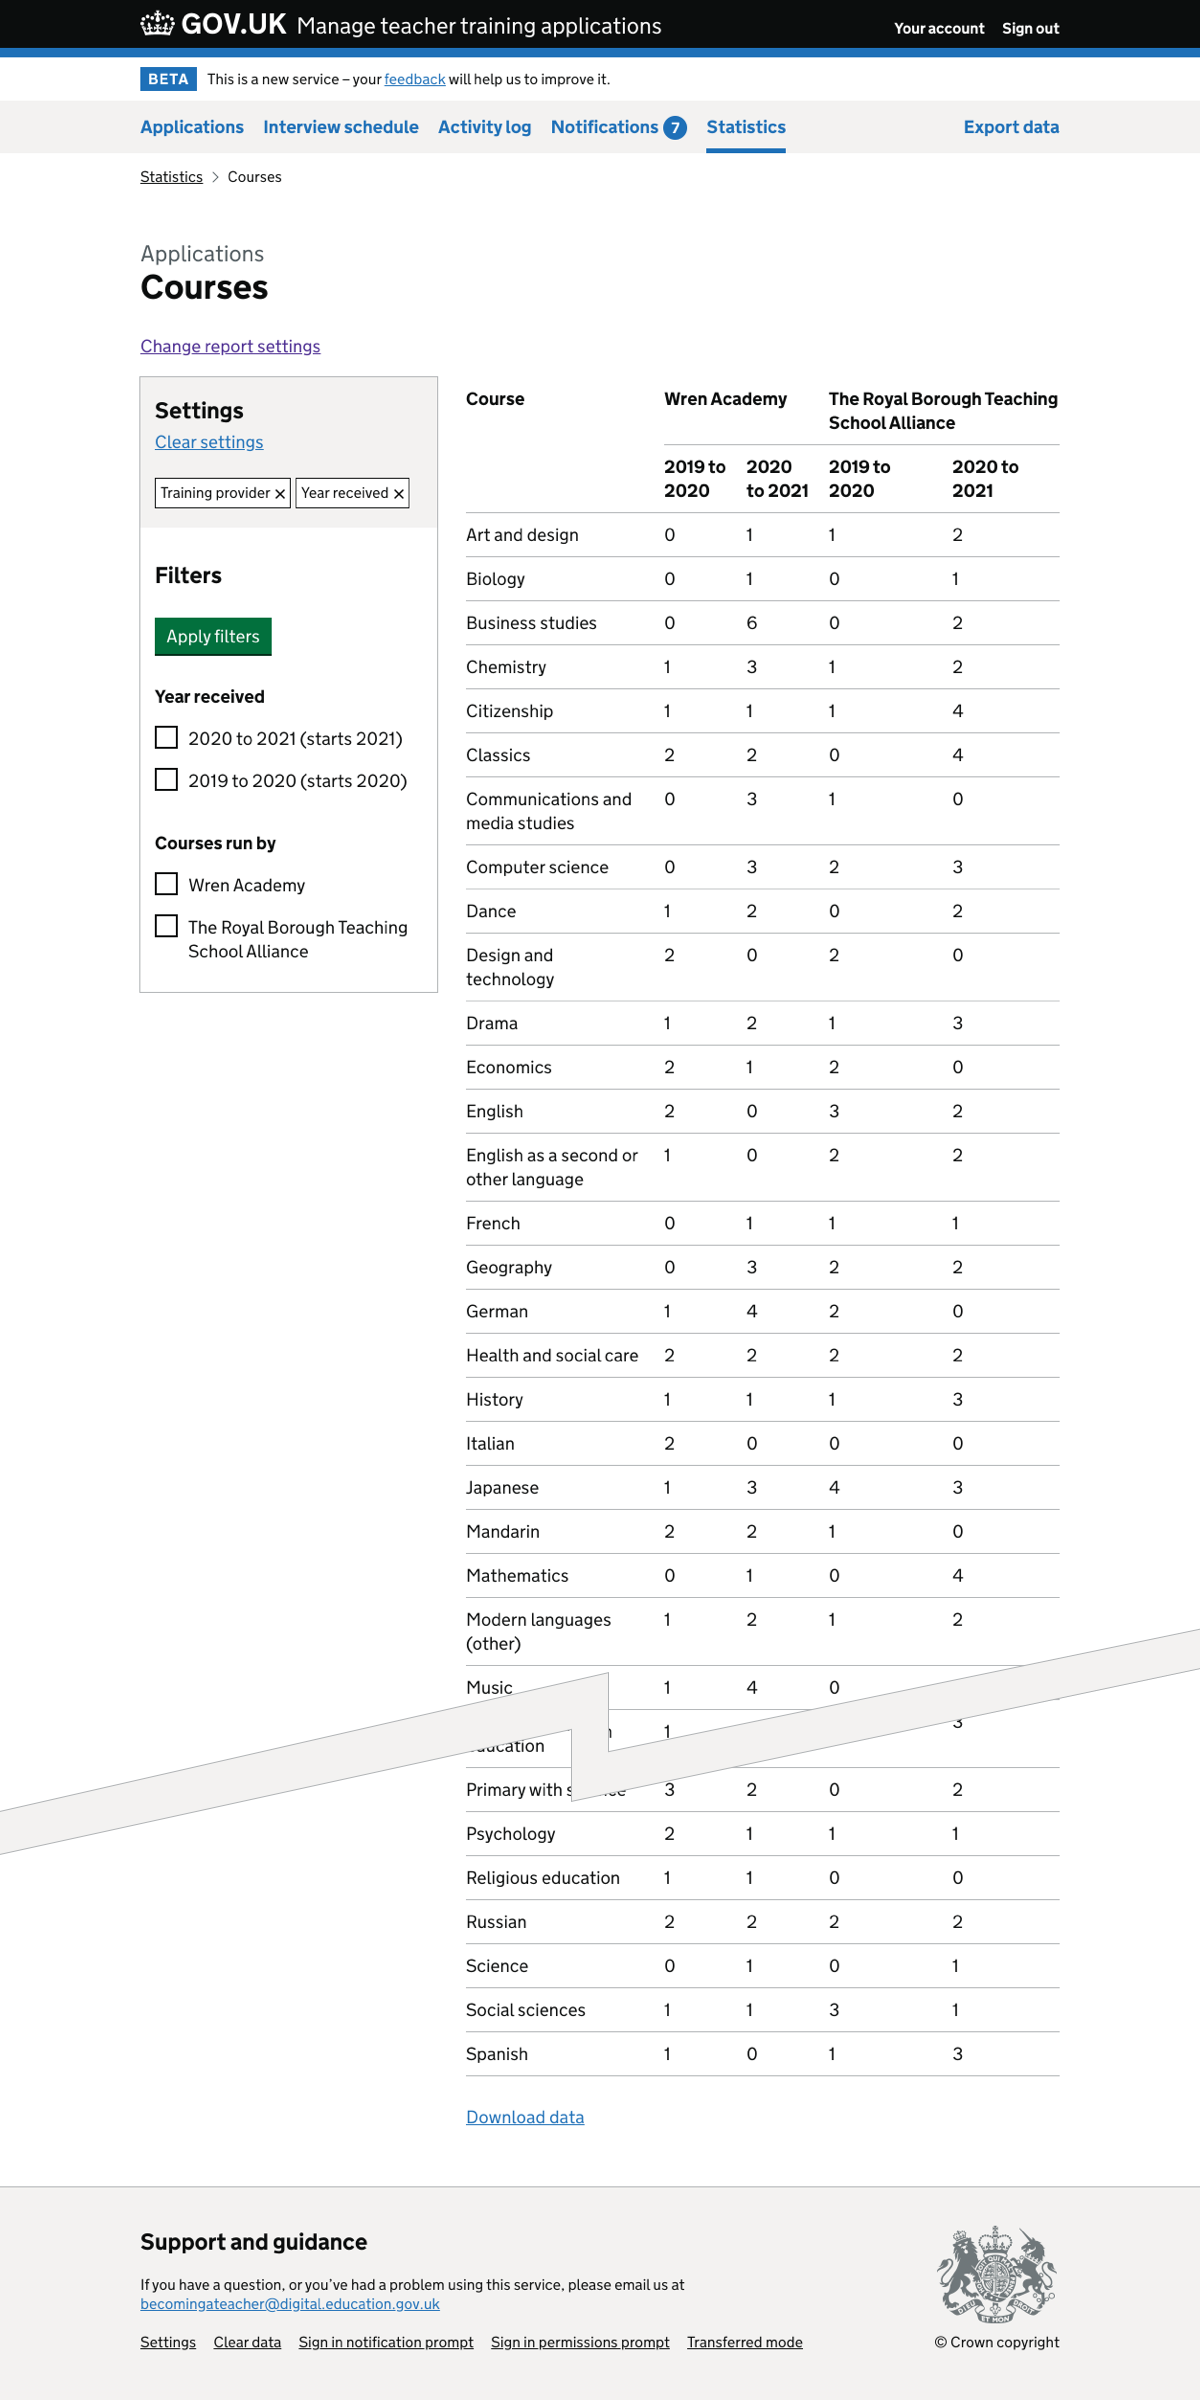 GOV.UK Manage teacher training applications Your account Sign out
BETA This is a new service – your feedback will help us to improve it.
Applications Interview schedule Activity log Notifications 7 Statistics Export data
Statistics > Courses
Applications
Courses
Change report settings
Settings
Clear settings
Training provider × Year received ×
Filters
Apply filters
Year received
2020 to 2021 (starts 2021)
2019 to 2020 (starts 2020)
Courses run by
Wren Academy
The Royal Borough Teaching
School Alliance
Course Wren Academy The Royal Borough Teaching
School Alliance
2019 to 2020 2019 to 2020 to
2020 to 2021 2020 2021
Art and design 0 1 1 2
Biology 0 1 0 1
Business studies 0 6 0 2
Chemistry 1 3 1 2
Citizenship 1 1 1 4
Classics 2 2 0 4
Communications and 0 3 1 0
media studies
Computer science 0 3 2 3
Dance 1 2 0 2
Design and 2 0 2 0
technology
Drama 1 2 1 3
Economics 2 1 2 0
English 2 0 3 2
English as a second or 1 0 2 2
other language
French 0 1 1 1
Geography 0 3 2 2
German 1 4 2 0
Health and social care 2 2 2 2
History 1 1 1 3
Italian 2 0 0 0
Japanese 1 3 4 3
Mandarin 2 2 1 0
Mathematics 0 1 0 4
Modern languages 1 2 1 2
(other)
Music 1 4 0
1 3
education
Primary with 3 2 0 2
Psychology 2 1 1 1
Religious education 1 1 0 0
Russian 2 2 2 2
Science 0 1 0 1
Social sciences 1 1 3 1
Spanish 1 0 1 3
Download data
Support and guidance
If you have a question, or you’ve had a problem using this service, please email us at
becomingateacher@digital.education.gov.uk
Settings Clear data Sign in notification prompt Sign in permissions prompt Transferred mode
© Crown copyright